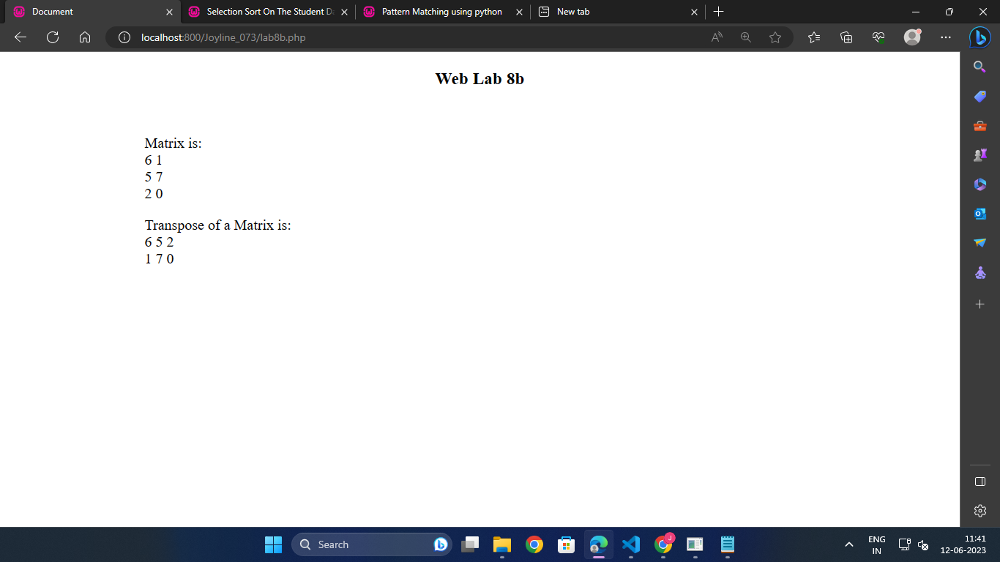 Document
Selection Sort On The Student Da
Pattern Matching using python
New tab
localhost:800/Joyline_073/lab8b.php
Web Lab 8b
Matrix is:
6 1
5 7
2 0
Transpose of a Matrix is:
6 5 2
1 7 0
Search
J
ENG
IN
11:41
12-06-2023